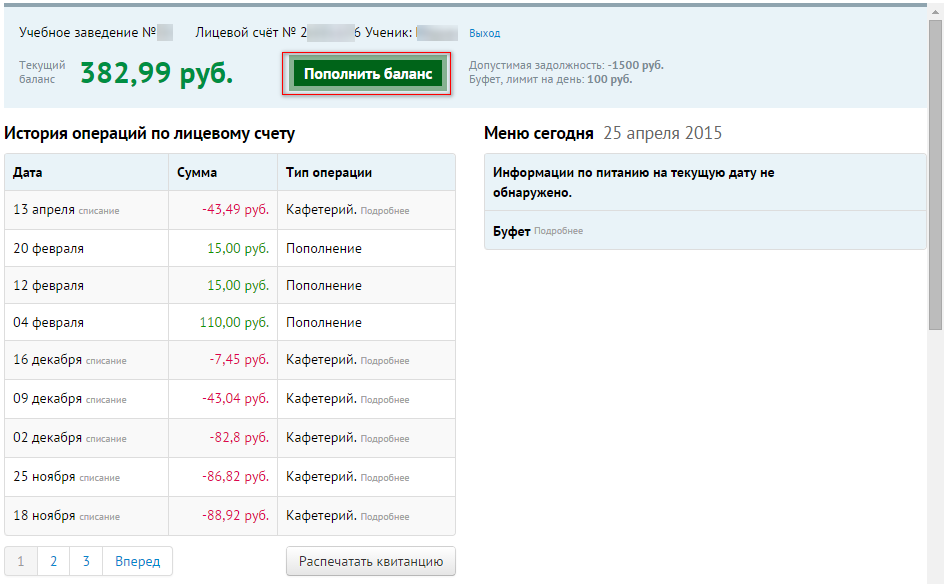 Учебное заведение № Лицевой счёт № 2 6 Ученик: Выход
Текущий баланс 382,99 руб. Пополнить баланс
Допустимая задолжность: -1500 руб.
Буфет, лимит на день: 100 руб.
История операций по лицевому счету
Дата Сумма Тип операции
13 апреля списание -43,49 руб. Кафетерий. Подробнее
20 февраля 15,00 руб. Пополнение
12 февраля 15,00 руб. Пополнение
04 февраля 110,00 руб. Пополнение
16 декабря списание -7,45 руб. Кафетерий. Подробнее
09 декабря списание -43,04 руб. Кафетерий. Подробнее
02 декабря списание -82,8 руб. Кафетерий. Подробнее
25 ноября списание -86,82 руб. Кафетерий. Подробнее
18 ноября списание -88,92 руб. Кафетерий. Подробнее
1 2 3 Вперед Распечатать квитанцию
Меню сегодня 25 апреля 2015
Информации по питанию на текущую дату не
обнаружено.
Буфет Подробнее